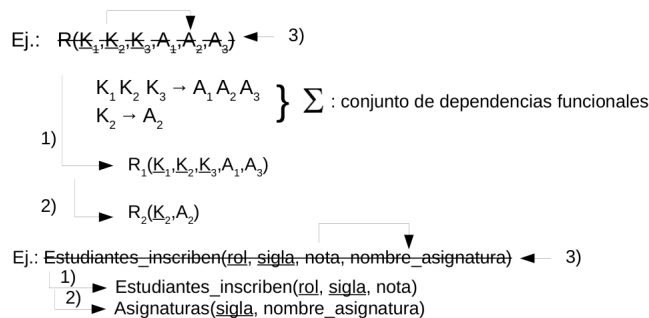 Ej.: R(K1,K2,K3,A1,A2,A3) 3)
K1 K2 K3 → A1 A2 A3
K2 → A2
} Σ : conjunto de dependencias funcionales
1)
R1(K1,K2,K3,A1,A3)
2)
R2(K2,A2)
Ej.: Estudiantes_inscriben(rol, sigla, nota, nombre_asignatura) 3)
1) Estudiantes_inscriben(rol, sigla, nota)
2) Asignaturas(sigla, nombre_asignatura)